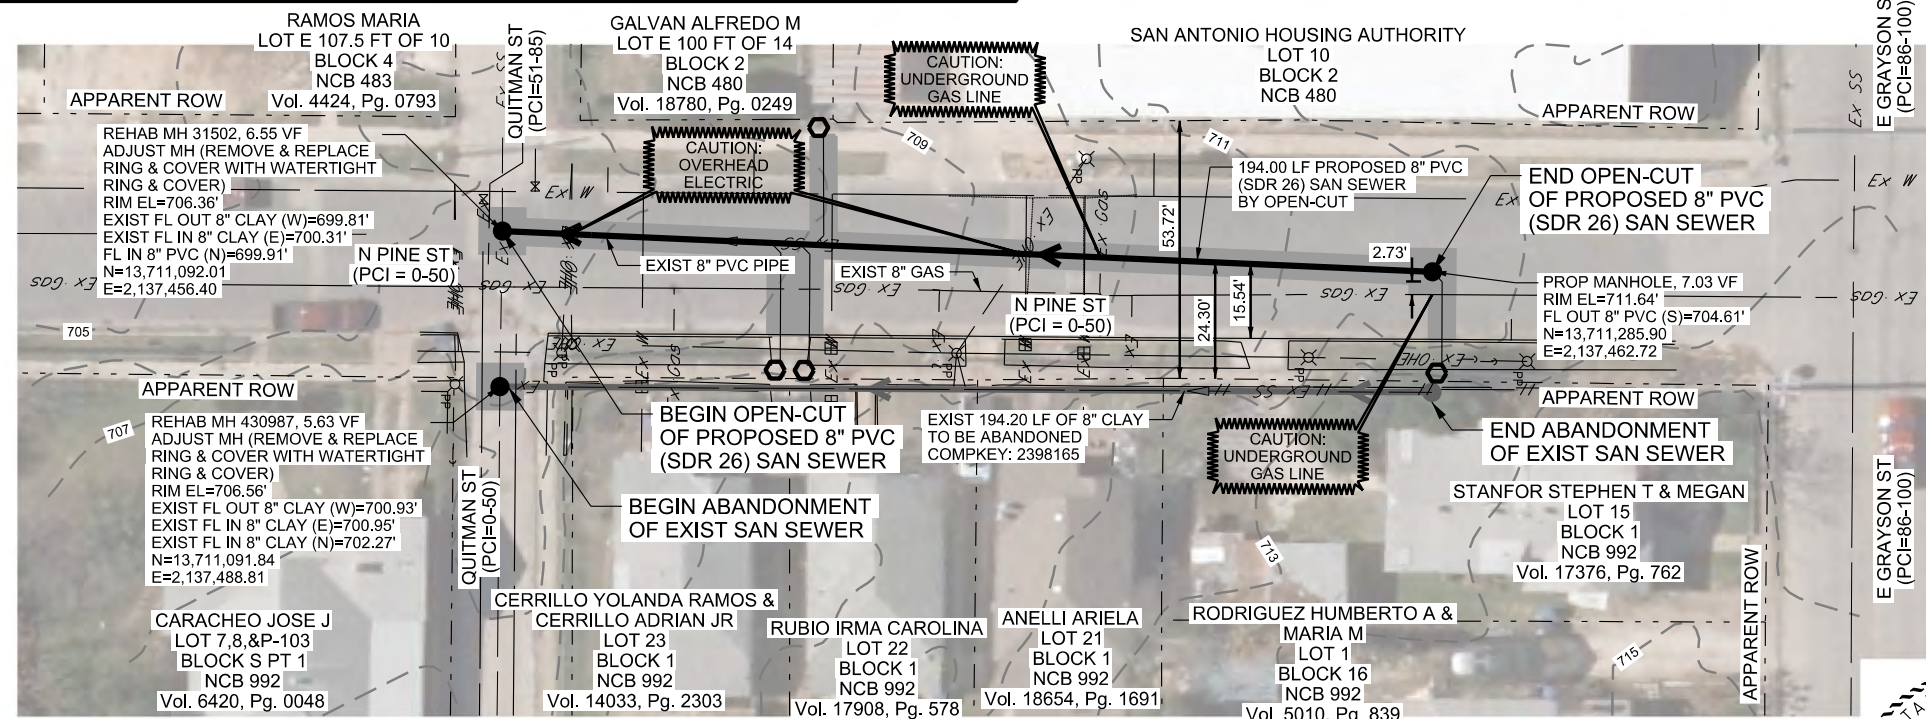 RAMOS MARIA
LOT E 107.5 FT OF 10
BLOCK 4
NCB 483
Vol. 4424, Pg. 0793
QUITMAN ST
(PCI=51-85)
GALVAN ALFREDO M
LOT E 100 FT OF 14
BLOCK 2
NCB 480
Vol. 18780, Pg. 0249
CAUTION:
UNDERGROUND
GAS LINE
SAN ANTONIO HOUSING AUTHORITY
LOT 10
BLOCK 2
NCB 480
E GRAYSON S
(PCI=86-100)
Ex SS
APPARENT ROW
APPARENT ROW
REHAB MH 31502, 6.55 VF
ADJUST MH (REMOVE & REPLACE
RING & COVER WITH WATERTIGHT
RING & COVER)
RIM EL=706.36'
EXIST FL OUT 8" CLAY (W)=699.81'
EXIST FL IN 8" CLAY (E)=700.31'
FL IN 8" PVC (N)=699.91'
N=13,711,092.01
E=2,137,456.40
CAUTION:
OVERHEAD
ELECTRIC
709
711
PP
194.00 LF PROPOSED 8" PVC
(SDR 26) SAN SEWER
BY OPEN-CUT
END OPEN-CUT
OF PROPOSED 8" PVC
(SDR 26) SAN SEWER
Ex W
Ex W
53.72'
2.73'
N PINE ST
(PCI = 0-50)
EXIST 8" PVC PIPE
EXIST 8" GAS
N PINE ST
(PCI = 0-50)
24.30'
15.54'
PROP MANHOLE, 7.03 VF
RIM EL=711.64'
FL OUT 8" PVC (S)=704.61'
N=13,711,285.90
E=2,137,462.72
Ex GAS
Ex GAS
Ex GAS
Ex GAS
Ex GAS
Ex OHE
705
APPARENT ROW
APPARENT ROW
707
REHAB MH 430987, 5.63 VF
ADJUST MH (REMOVE & REPLACE
RING & COVER WITH WATERTIGHT
RING & COVER)
RIM EL=706.56'
EXIST FL OUT 8" CLAY (W)=700.93'
EXIST FL IN 8" CLAY (E)=700.95'
EXIST FL IN 8" CLAY (N)=702.27'
N=13,711,091.84
E=2,137,488.81
QUITMAN ST
(PCI=0-50)
BEGIN OPEN-CUT
OF PROPOSED 8" PVC
(SDR 26) SAN SEWER
BEGIN ABANDONMENT
OF EXIST SAN SEWER
EXIST 194.20 LF OF 8" CLAY
TO BE ABANDONED
COMPKEY: 2398165
CAUTION:
UNDERGROUND
GAS LINE
END ABANDONMENT
OF EXIST SAN SEWER
E GRAYSON ST
(PCI=86-100)
713
715
APPARENT ROW
CARACHEO JOSE J
LOT 7,8,&P-103
BLOCK S PT 1
NCB 992
Vol. 6420, Pg. 0048
CERRILLO YOLANDA RAMOS &
CERRILLO ADRIAN JR
LOT 23
BLOCK 1
NCB 992
Vol. 14033, Pg. 2303
RUBIO IRMA CAROLINA
LOT 22
BLOCK 1
NCB 992
Vol. 17908, Pg. 578
ANELLI ARIELA
LOT 21
BLOCK 1
NCB 992
Vol. 18654, Pg. 1691
RODRIGUEZ HUMBERTO A &
MARIA M
LOT 1
BLOCK 16
NCB 992
Vol. 5010, Pg. 839
STANFOR STEPHEN T & MEGAN
LOT 15
BLOCK 1
NCB 992
Vol. 17376, Pg. 762